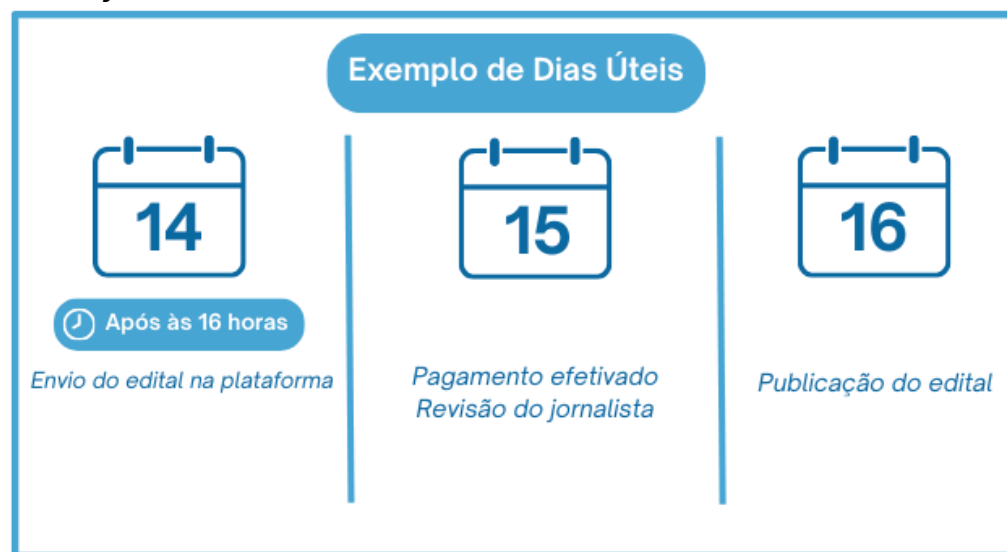 Exemplo de Dias Úteis
14
15
16
Após às 16 horas
Envio do edital na plataforma
Pagamento efetivado
Revisão do jornalista
Publicação do edital